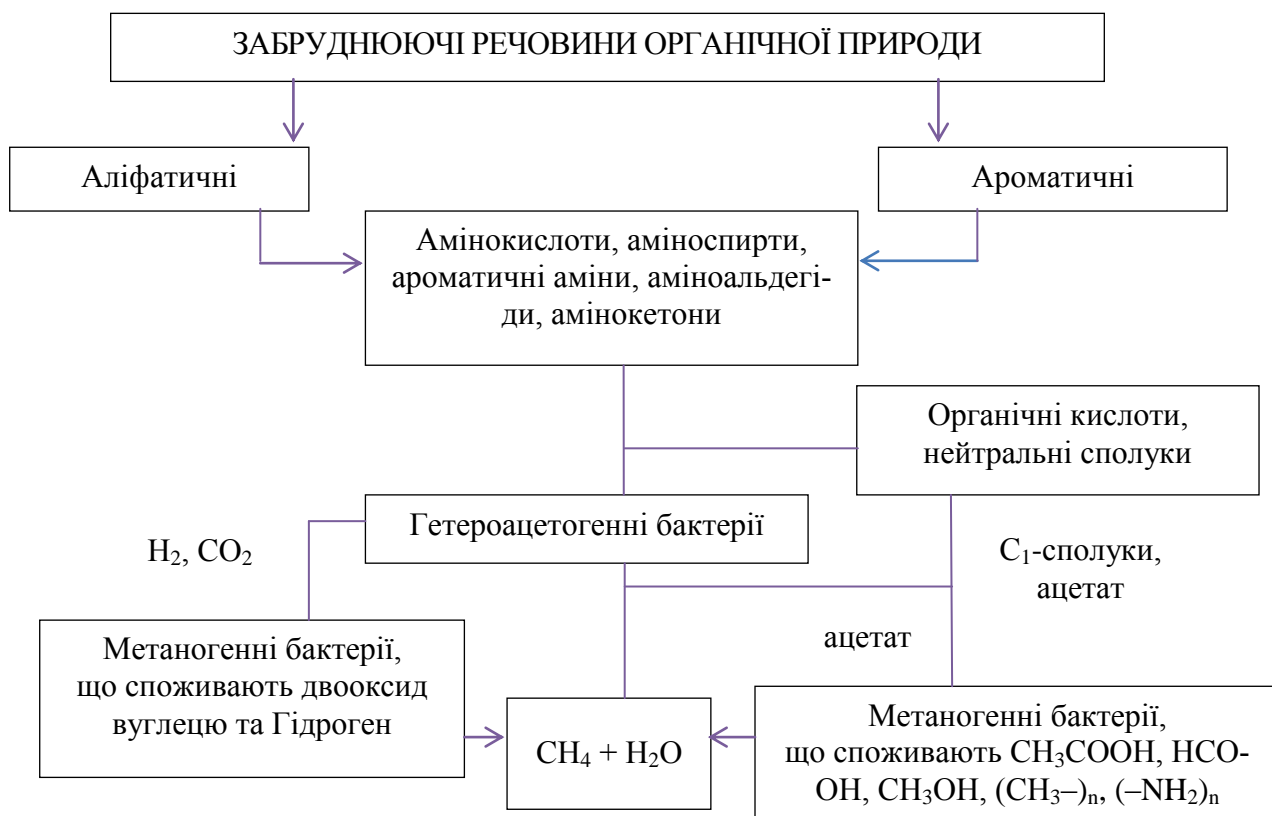 ЗАБРУДНЮЮЧІ РЕЧОВИНИ ОРГАНІЧНОЇ ПРИРОДИ
Аліфатичні
Ароматичні
Амінокислоти, аміноспирти,
ароматичні аміни, аміноальдегі-
ди, амінокетони
Органічні кислоти,
нейтральні сполуки
Гетероацетогенні бактерії
H₂, CO₂
C₁-сполуки,
ацетат
ацетат
Метаногенні бактерії,
що споживають двооксид
вуглецю та Гідроген
CH₄ + H₂O
Метаногенні бактерії,
що споживають CH₃COOH, HCO-
OH, CH₃OH, (CH₃–)ₙ, (–NH₂)ₙ